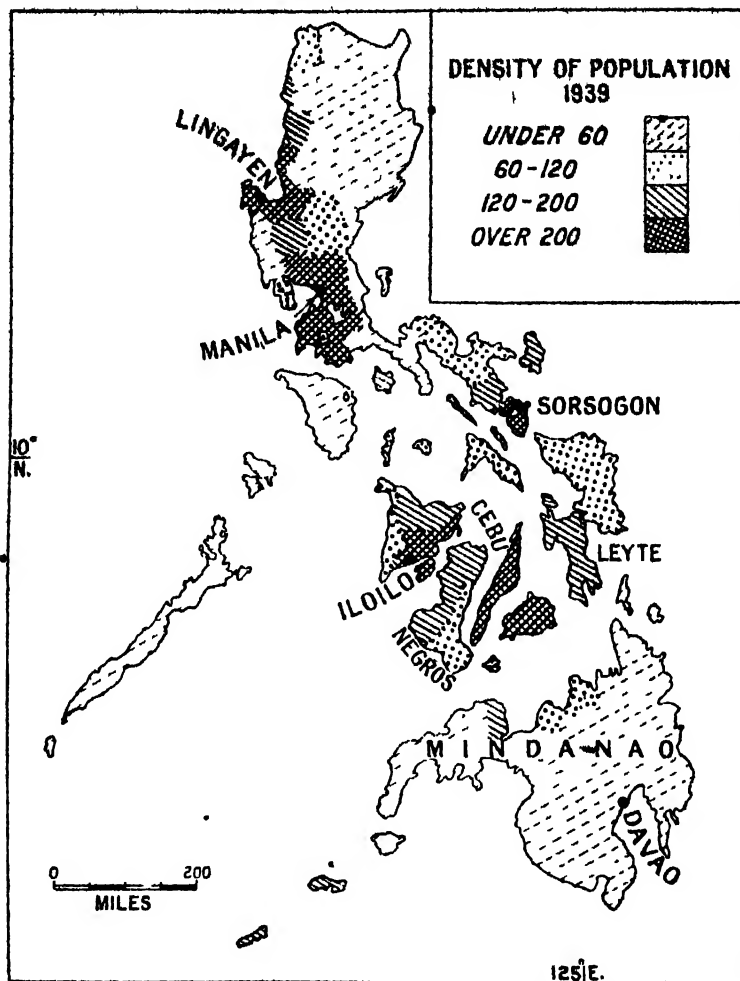 DENSITY OF POPULATION
1939
UNDER 60
60-120
120-200
OVER 200
LINGAYEN
MANILA
SORSOGON
10°
N.
CEBU
LEYTE
ILOILO
NEGROS
MINDANAO
DAVAO
0 200
MILES
125°E.